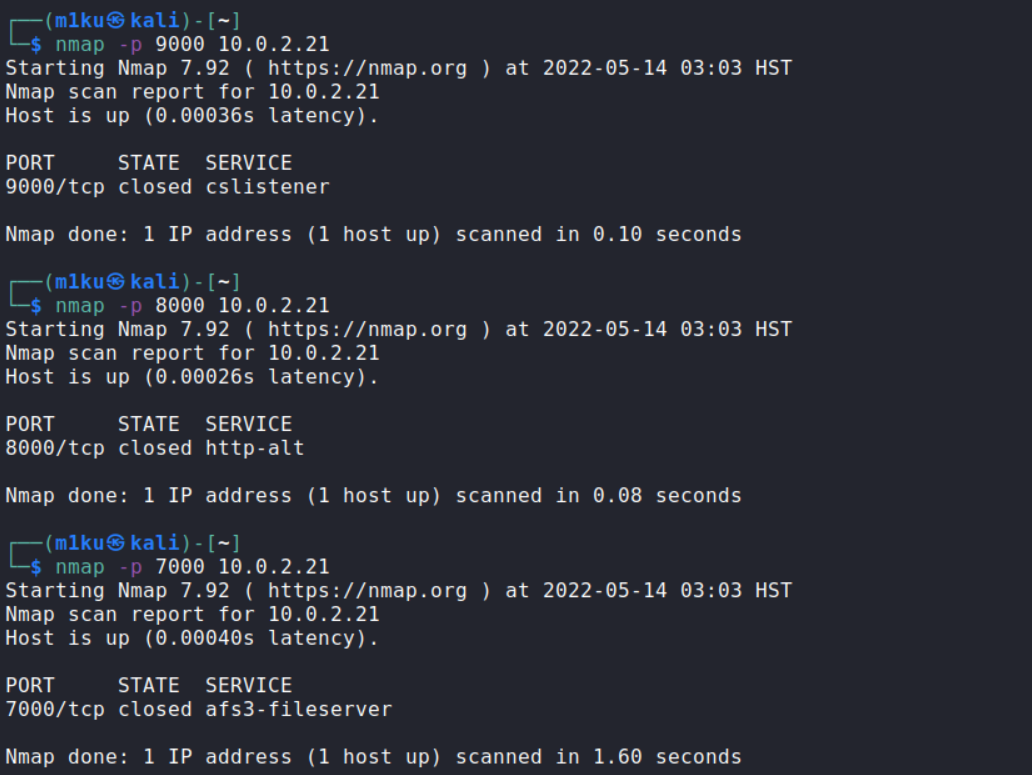 ┌──(m1ku㉿kali)-[~]
└─$ nmap -p 9000 10.0.2.21
Starting Nmap 7.92 ( https://nmap.org ) at 2022-05-14 03:03 HST
Nmap scan report for 10.0.2.21
Host is up (0.00036s latency).

PORT     STATE  SERVICE
9000/tcp closed cslistener

Nmap done: 1 IP address (1 host up) scanned in 0.10 seconds

┌──(m1ku㉿kali)-[~]
└─$ nmap -p 8000 10.0.2.21
Starting Nmap 7.92 ( https://nmap.org ) at 2022-05-14 03:03 HST
Nmap scan report for 10.0.2.21
Host is up (0.00026s latency).

PORT     STATE  SERVICE
8000/tcp closed http-alt

Nmap done: 1 IP address (1 host up) scanned in 0.08 seconds

┌──(m1ku㉿kali)-[~]
└─$ nmap -p 7000 10.0.2.21
Starting Nmap 7.92 ( https://nmap.org ) at 2022-05-14 03:03 HST
Nmap scan report for 10.0.2.21
Host is up (0.00040s latency).

PORT     STATE  SERVICE
7000/tcp closed afs3-fileserver

Nmap done: 1 IP address (1 host up) scanned in 1.60 seconds